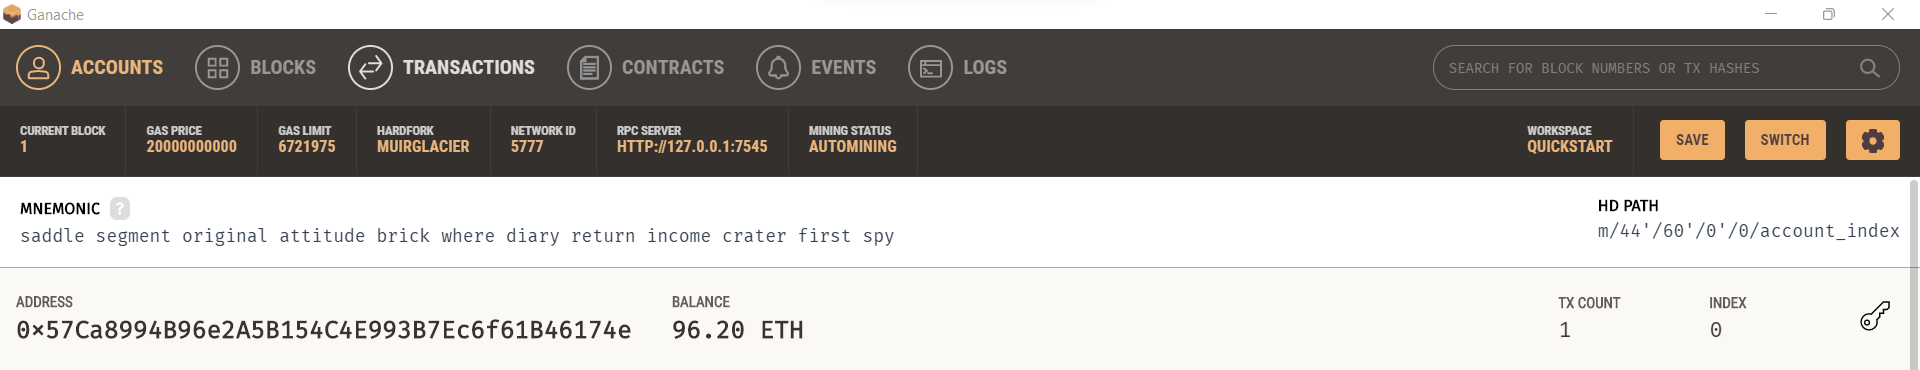 Ganache
ACCOUNTS BLOCKS TRANSACTIONS CONTRACTS EVENTS LOGS SEARCH FOR BLOCK NUMBERS OR TX HASHES
CURRENT BLOCK GAS PRICE GAS LIMIT HARDFORK NETWORK ID RPC SERVER MINING STATUS WORKSPACE
1 20000000000 6721975 MUIRGLACIER 5777 HTTP://127.0.0.1:7545 AUTOMINING QUICKSTART SAVE SWITCH
MNEMONIC ? HD PATH
saddle segment original attitude brick where diary return income crater first spy m/44'/60'/0'/0/account_index
ADDRESS BALANCE TX COUNT INDEX
0×57Ca8994B96e2A5B154C4E993B7Ec6f61B46174e 96.20 ETH 1 0